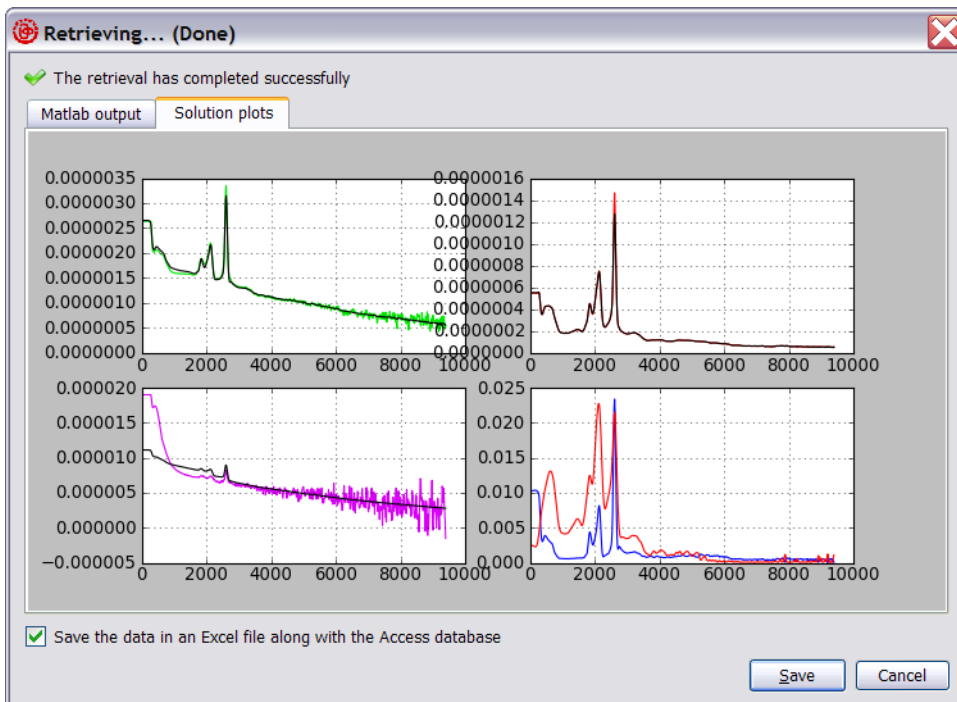 Retrieving... (Done)
The retrieval has completed successfully
Matlab output
Solution plots
0.0000035
0.0000030
0.0000025
0.0000020
0.0000015
0.0000010
0.0000005
0.0000000
0 2000 4000 6000 8000 10000
0.0000016
0.0000014
0.0000012
0.0000010
0.0000008
0.0000006
0.0000004
0.0000002
0.0000000
0 2000 4000 6000 8000 10000
0.000020
0.000015
0.000010
0.000005
0.000000
−0.000005
0 2000 4000 6000 8000 10000
0.025
0.020
0.015
0.010
0.005
0.000
0 2000 4000 6000 8000 10000
Save the data in an Excel file along with the Access database
Save
Cancel